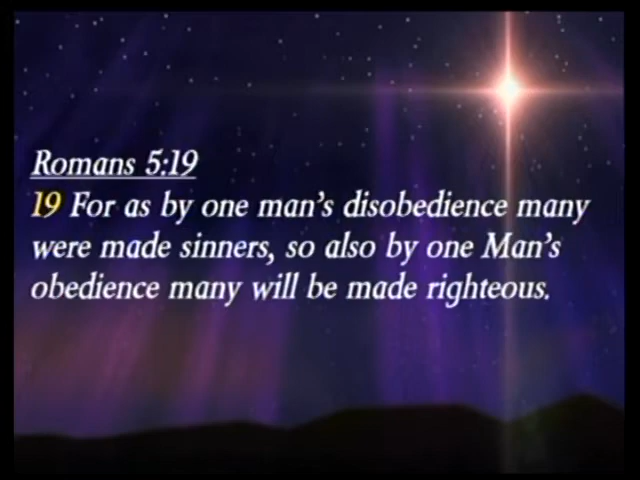 Romans 5:19
19 For as by one man's disobedience many
were made sinners, so also by one Man's
obedience many will be made righteous.